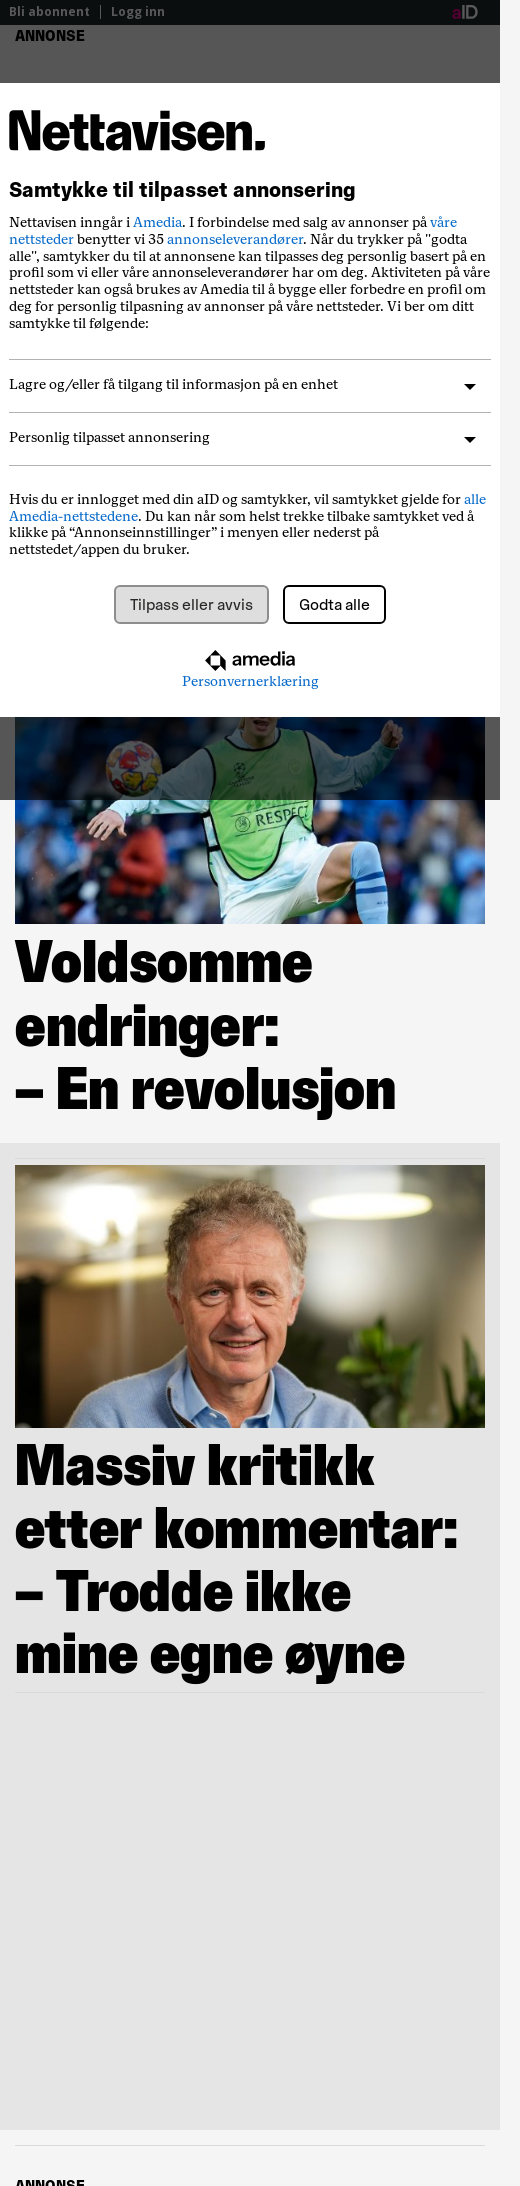 Bli abonnent | Logg inn aID
ANNONSE
Nettavisen.
Samtykke til tilpasset annonsering
Nettavisen inngår i Amedia. I forbindelse med salg av annonser på våre
nettsteder benytter vi 35 annonseleverandører. Når du trykker på "godta
alle", samtykker du til at annonsene kan tilpasses deg personlig basert på en
profil som vi eller våre annonseleverandører har om deg. Aktiviteten på våre
nettsteder kan også brukes av Amedia til å bygge eller forbedre en profil om
deg for personlig tilpasning av annonser på våre nettsteder. Vi ber om ditt
samtykke til følgende:
Lagre og/eller få tilgang til informasjon på en enhet
Personlig tilpasset annonsering
Hvis du er innlogget med din aID og samtykker, vil samtykket gjelde for alle
Amedia-nettstedene. Du kan når som helst trekke tilbake samtykket ved å
klikke på “Annonseinnstillinger” i menyen eller nederst på
nettstedet/appen du bruker.
Tilpass eller avvis Godta alle
amedia
Personvernerklæring
RESPECT
Voldsomme
endringer:
– En revolusjon
Massiv kritikk
etter kommentar:
– Trodde ikke
mine egne øyne
ANNONSE